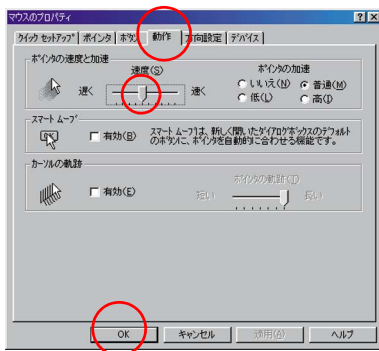 マウスのプロパティ
クイック セットアップ ポインタ ボタン 動作 方向設定 デバイス
ポインタの速度と加速
速度(S)
遅く 速く
ポインタの加速
いいえ(N) 普通(M)
低(L) 高(I)
スマート ムーブ
有効(B)
スマート ムーブは、新しく開いたダイアログボックスのデフォルト
のボタンに、ポインタを自動的に合わせる機能です。
カーソルの軌跡
有効(E)
ポインタの軌跡(T)
短い 長い
OK キャンセル 適用(A) ヘルプ